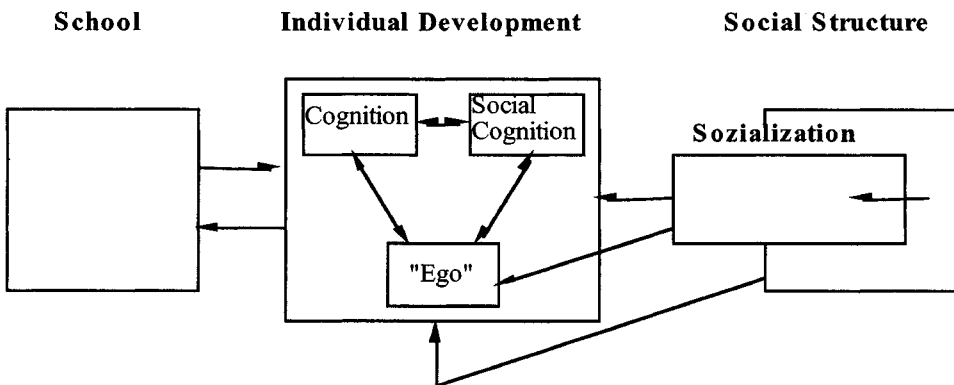 School
Individual Development
Social Structure
Cognition
Social
Cognition
Sozialization
"Ego"